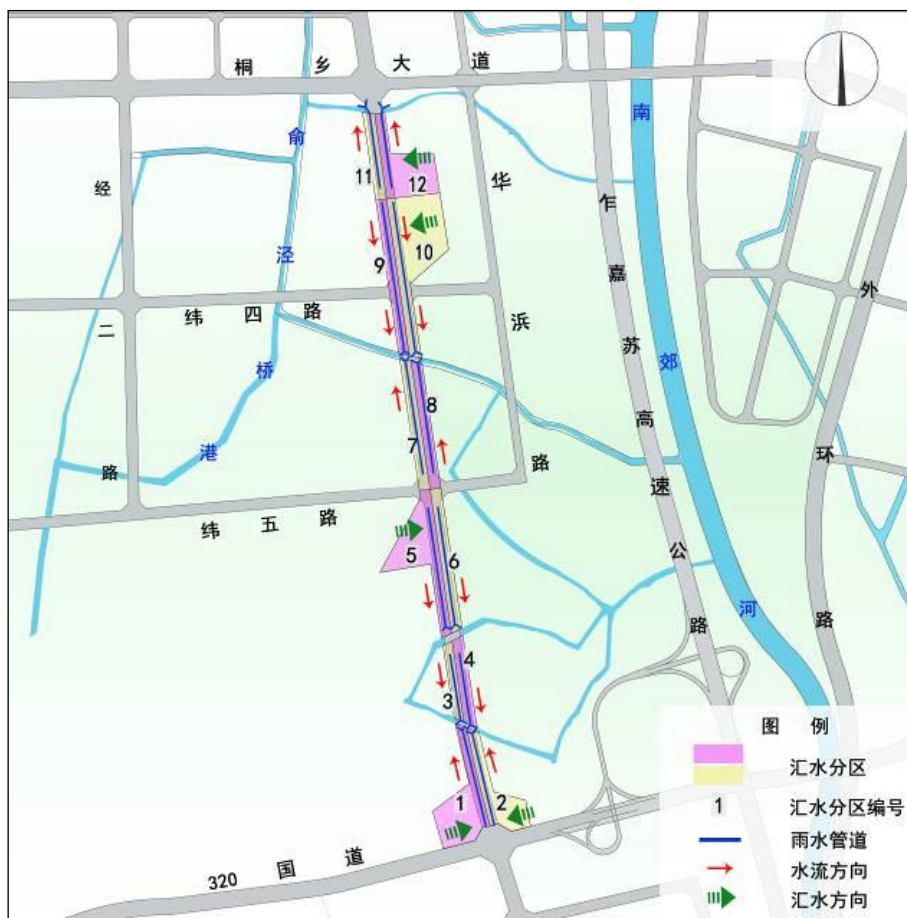 桐乡大道
俞泾桥港
经二路
11
12
华浜路
南郊河
乍嘉苏高速公路
10
9
外环路
纬四路
8
7
纬五路
5
6
4
3
1
2
320国道
图 例
汇水分区
1 汇水分区编号
雨水管道
水流方向
汇水方向